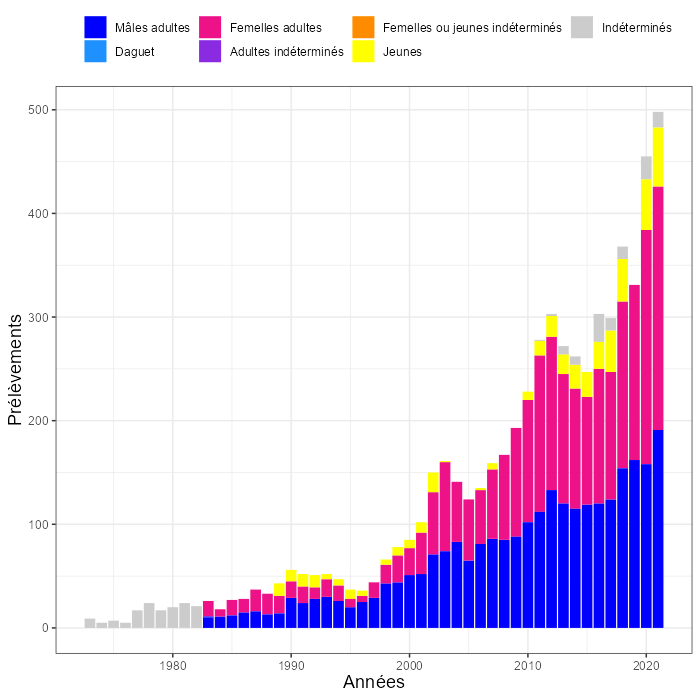 Mâles adultes Femelles adultes Femelles ou jeunes indéterminés Indéterminés
Daguet Adultes indéterminés Jeunes
500
400
300
200
100
0
Prélèvements
1980 1990 2000 2010 2020
Années